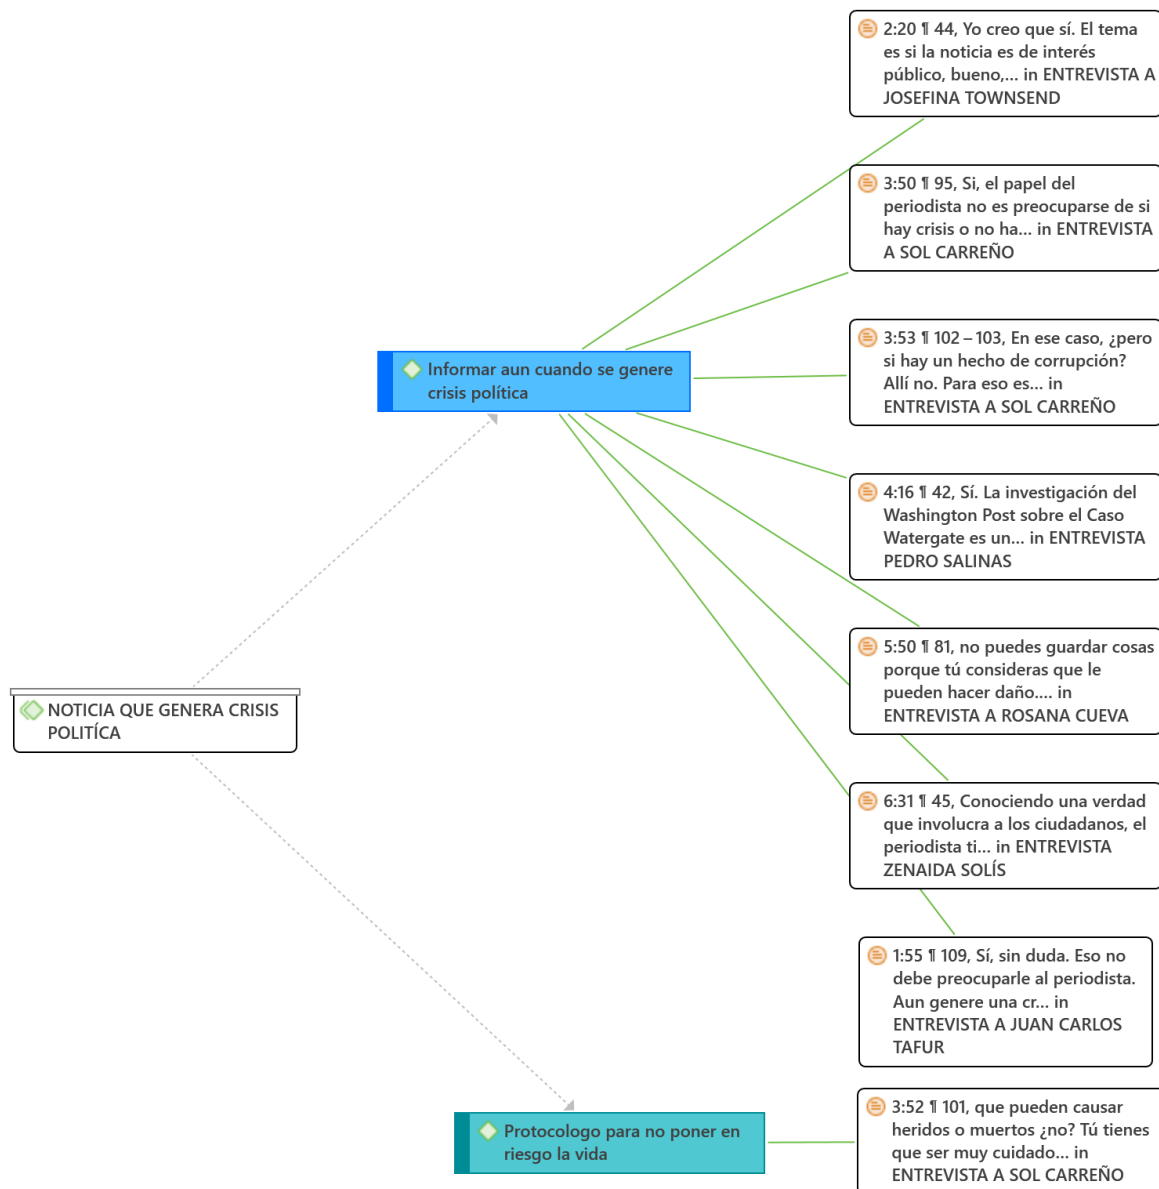 2:20 ¶ 44, Yo creo que sí. El tema
es si la noticia es de interés
público, bueno,... in ENTREVISTA A
JOSEFINA TOWNSEND
3:50 ¶ 95, Si, el papel del
periodista no es preocuparse de si
hay crisis o no ha... in ENTREVISTA
A SOL CARREÑO
3:53 ¶ 102 – 103, En ese caso, ¿pero
si hay un hecho de corrupción?
Allí no. Para eso es... in
ENTREVISTA A SOL CARREÑO
Informar aun cuando se genere
crisis política
4:16 ¶ 42, Sí. La investigación del
Washington Post sobre el Caso
Watergate es un... in ENTREVISTA
PEDRO SALINAS
5:50 ¶ 81, no puedes guardar cosas
porque tú consideras que le
pueden hacer daño.... in
ENTREVISTA A ROSANA CUEVA
NOTICIA QUE GENERA CRISIS
POLITÍCA
6:31 ¶ 45, Conociendo una verdad
que involucra a los ciudadanos, el
periodista ti... in ENTREVISTA
ZENAIDA SOLÍS
1:55 ¶ 109, Sí, sin duda. Eso no
debe preocuparle al periodista.
Aun genere una cr... in
ENTREVISTA A JUAN CARLOS
TAFUR
Protocologo para no poner en
riesgo la vida
3:52 ¶ 101, que pueden causar
heridos o muertos ¿no? Tú tienes
que ser muy cuidado... in
ENTREVISTA A SOL CARREÑO